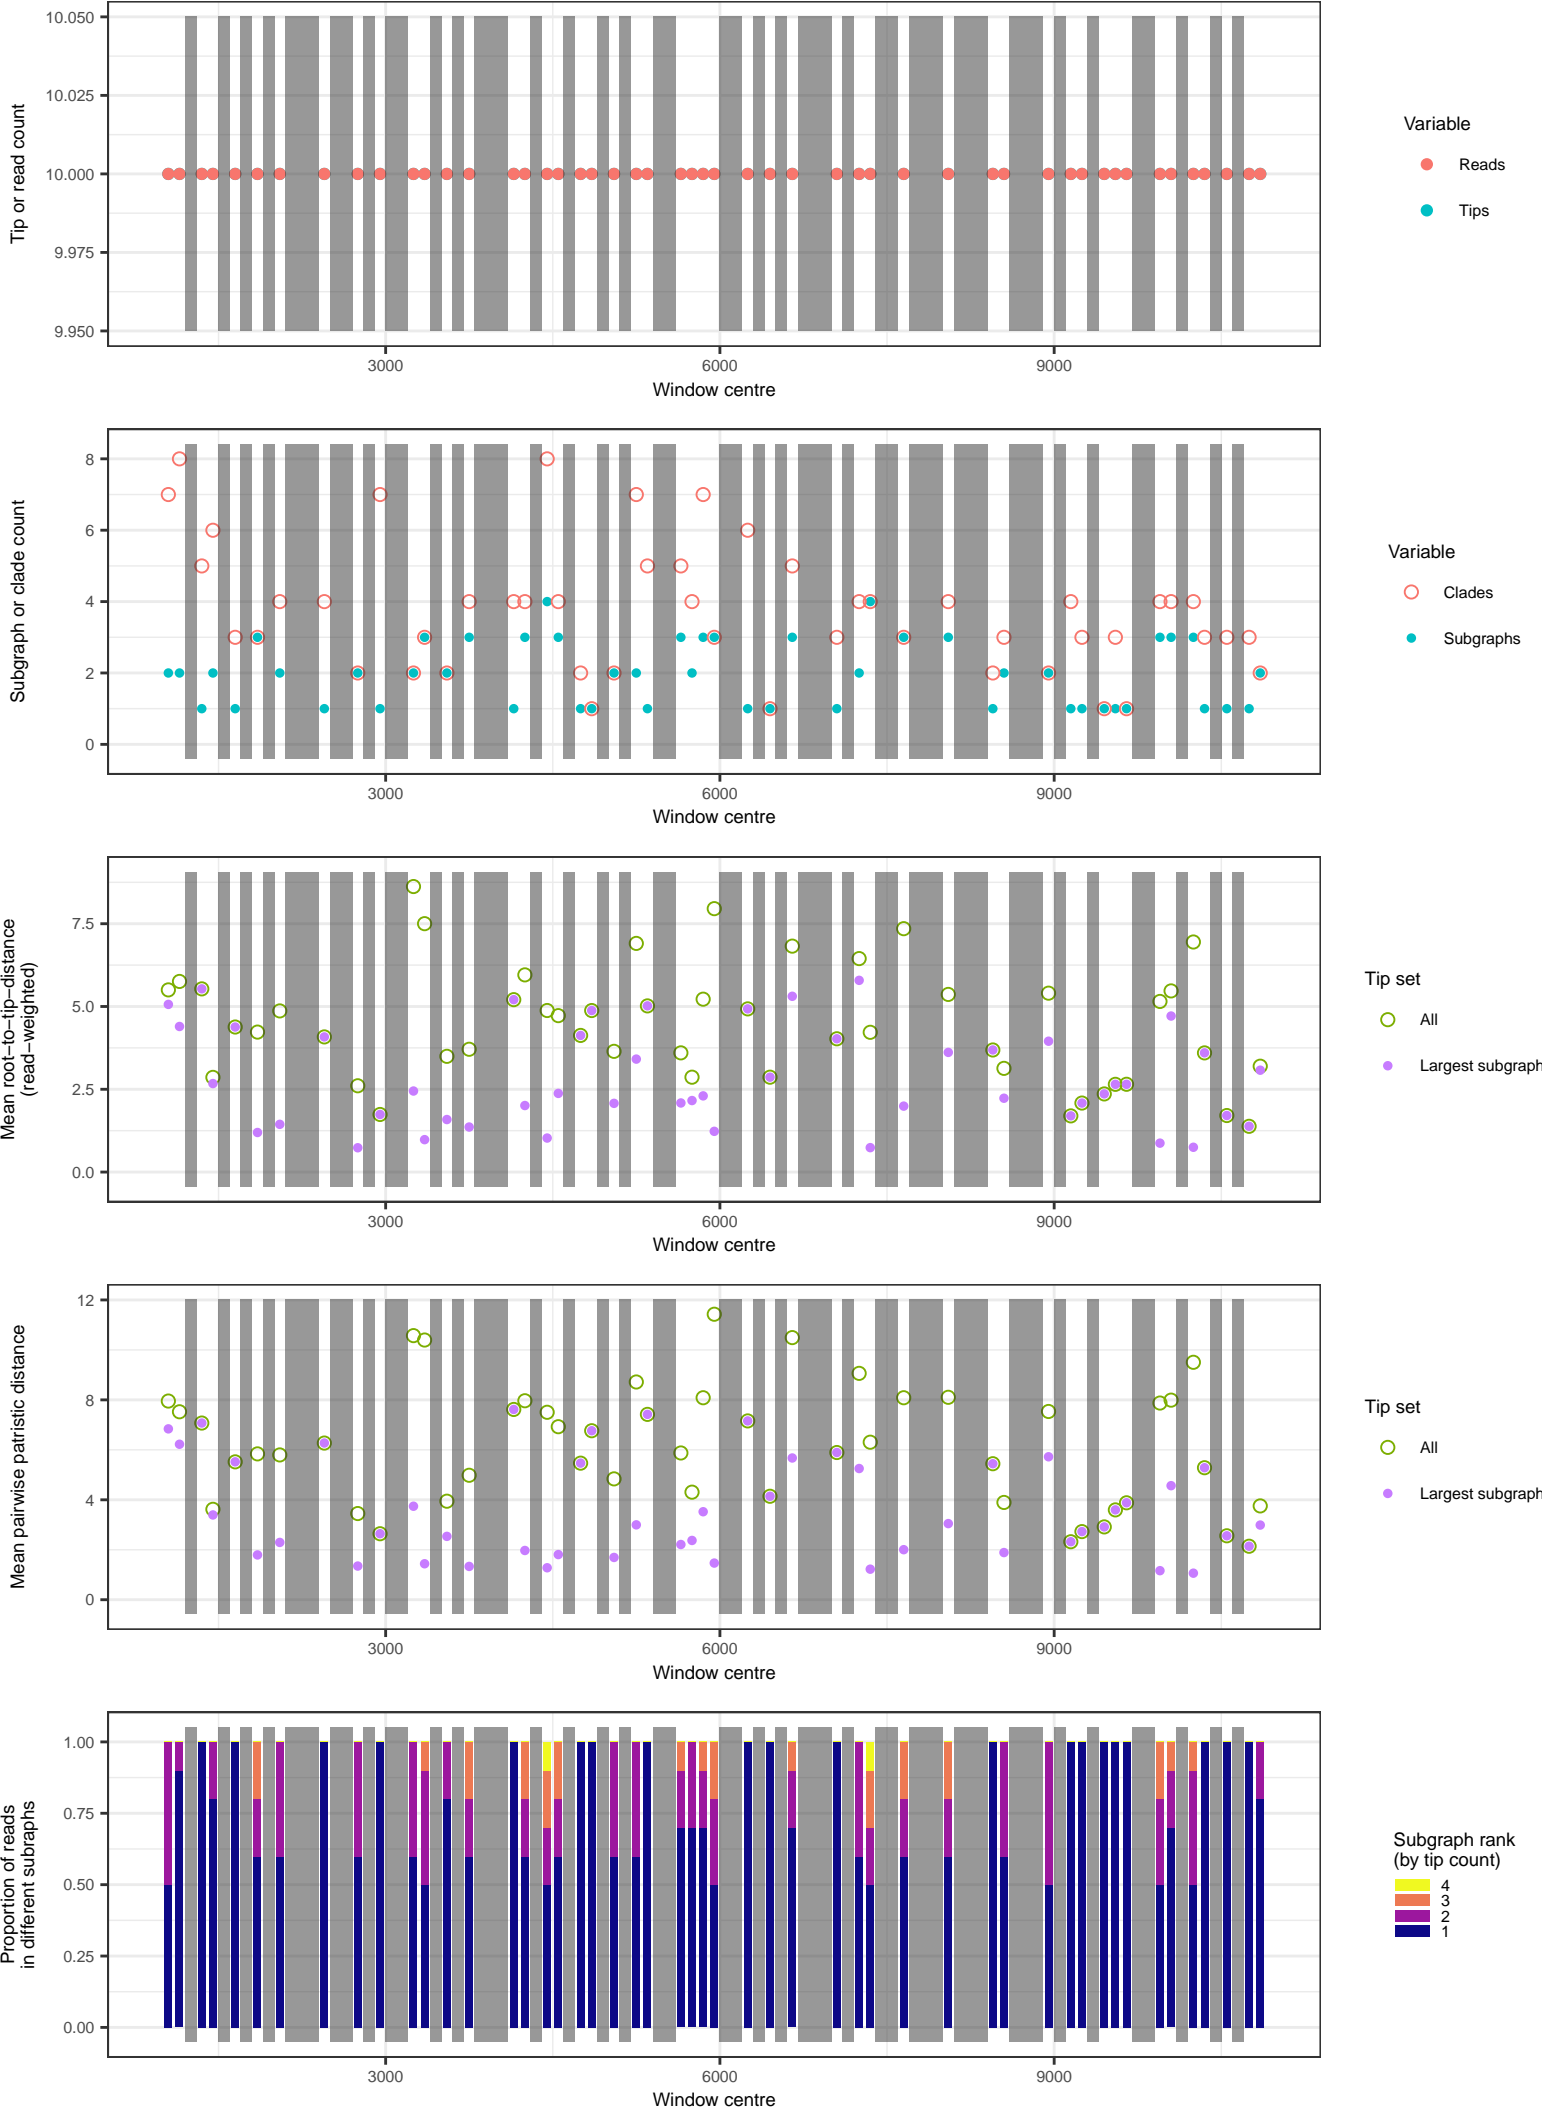 10.050
10.025
10.000
9.975
9.950
Tip or read count
3000 6000 9000
Window centre
Variable
Reads
Tips
8
6
4
2
0
Subgraph or clade count
3000 6000 9000
Window centre
Variable
Clades
Subgraphs
7.5
5.0
2.5
0.0
Mean root−to−tip−distance
(read−weighted)
3000 6000 9000
Window centre
Tip set
All
Largest subgraph
12
8
4
0
Mean pairwise patristic distance
3000 6000 9000
Window centre
Tip set
All
Largest subgraph
1.00
0.75
0.50
0.25
0.00
Proportion of reads
in different subraphs
3000 6000 9000
Window centre
Subgraph rank
(by tip count)
4
3
2
1